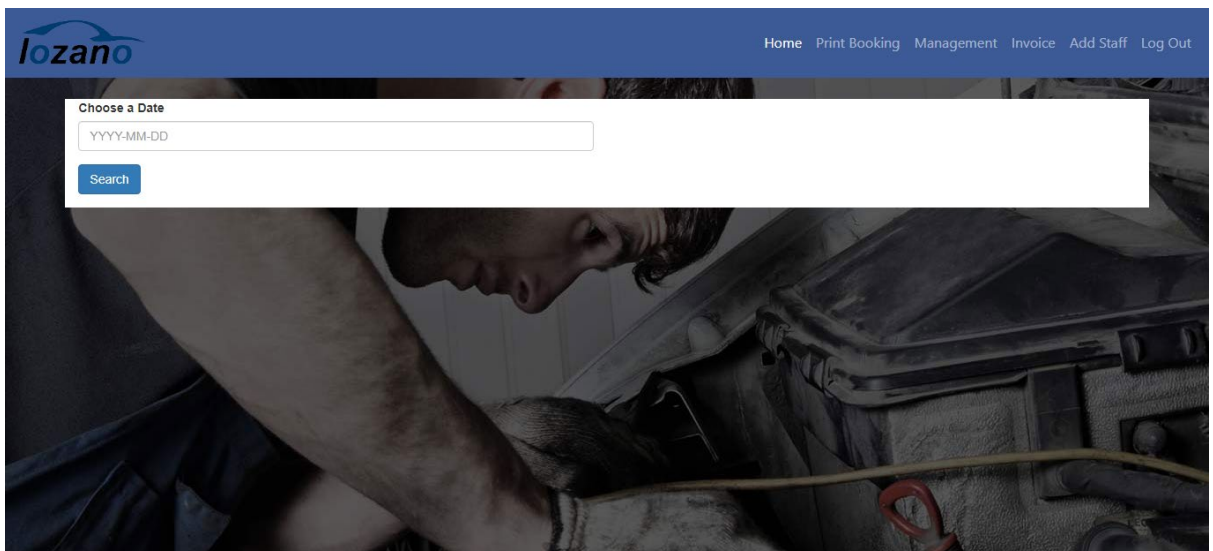 lozano
Home Print Booking Management Invoice Add Staff Log Out
Choose a Date
YYYY-MM-DD
Search